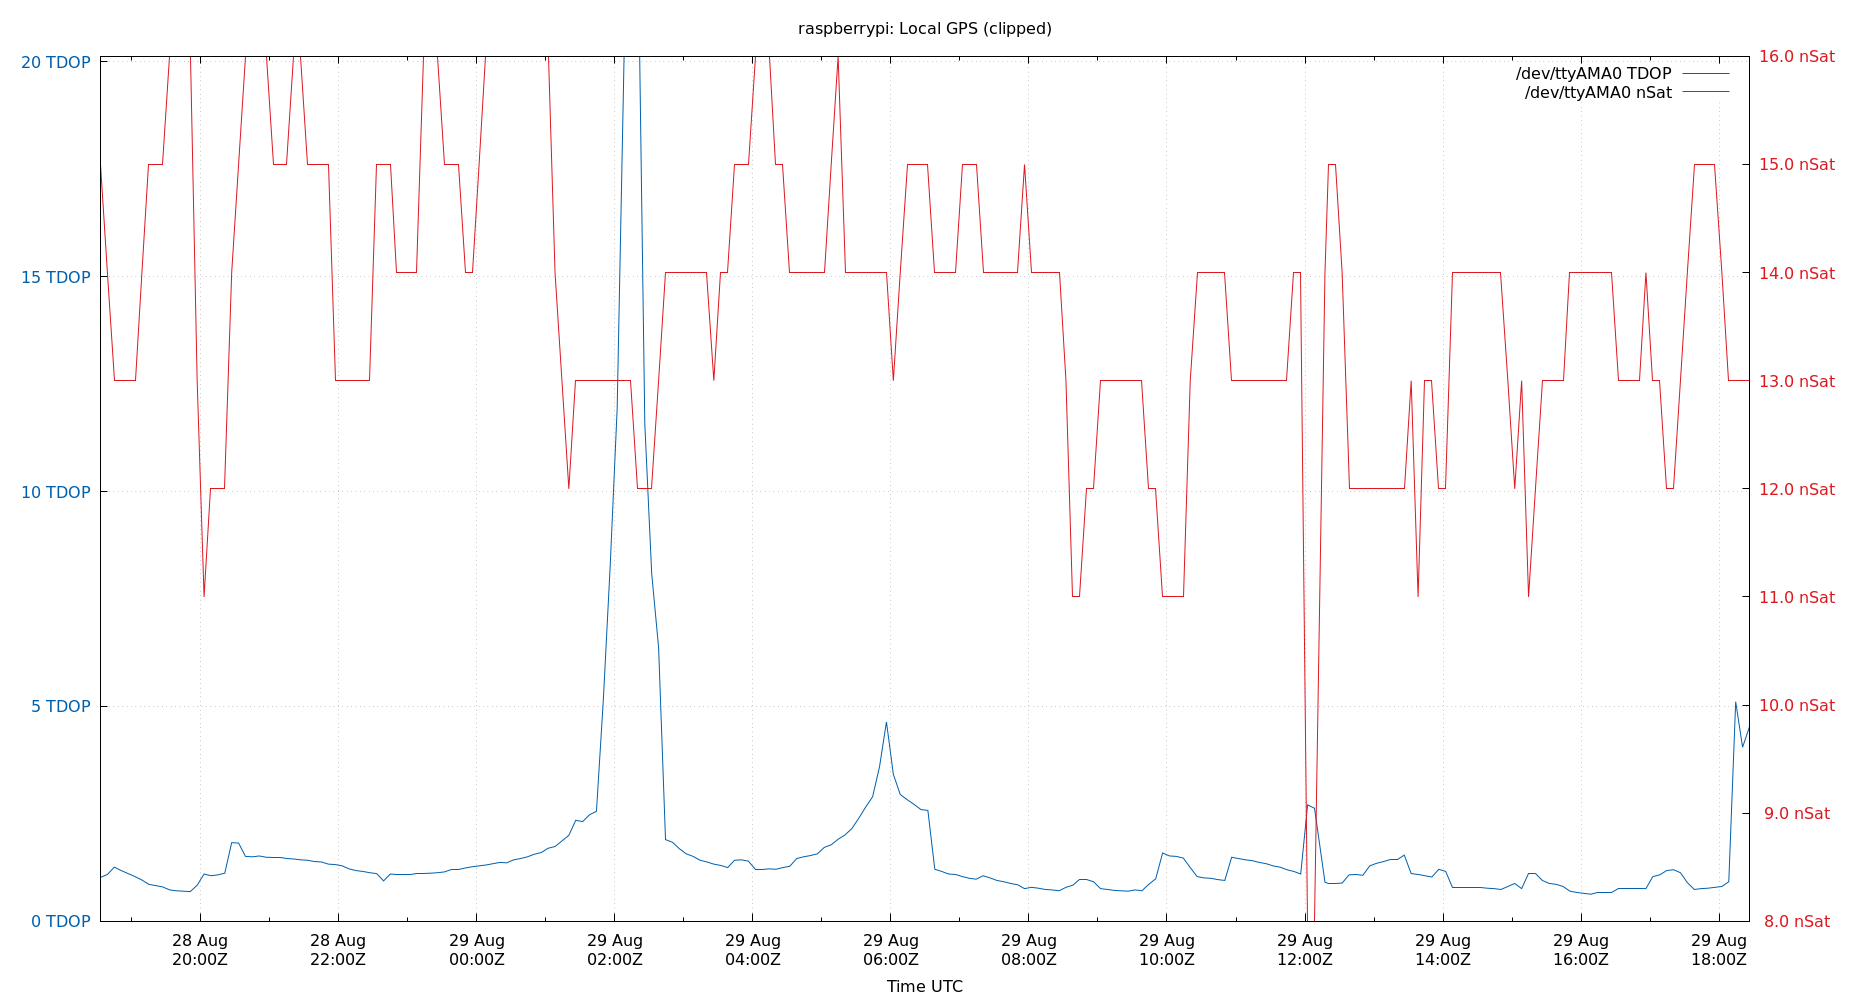 raspberrypi: Local GPS (clipped)
20 TDOP
15 TDOP
10 TDOP
5 TDOP
0 TDOP
16.0 nSat
15.0 nSat
14.0 nSat
13.0 nSat
12.0 nSat
11.0 nSat
10.0 nSat
9.0 nSat
8.0 nSat
/dev/ttyAMA0 TDOP
/dev/ttyAMA0 nSat
28 Aug 28 Aug 29 Aug 29 Aug 29 Aug 29 Aug 29 Aug 29 Aug 29 Aug 29 Aug 29 Aug 29 Aug
20:00Z 22:00Z 00:00Z 02:00Z 04:00Z 06:00Z 08:00Z 10:00Z 12:00Z 14:00Z 16:00Z 18:00Z
Time UTC